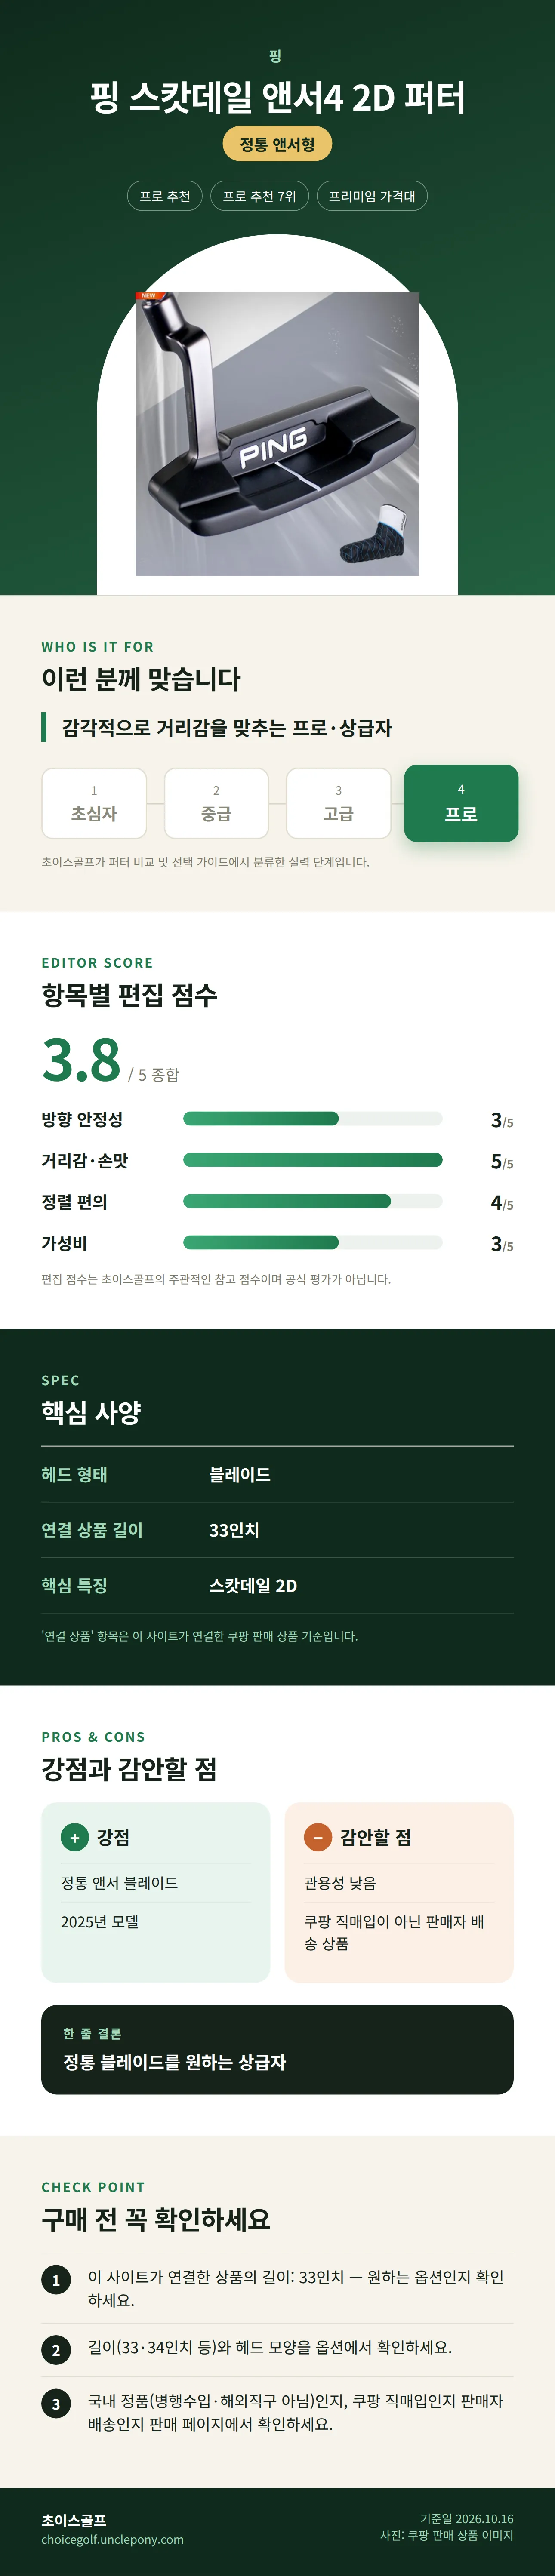 핑
핑 스캇데일 앤서4 2D 퍼터
정통 앤서형
프로 추천
프로 추천 7위
프리미엄 가격대
NEW
PING
WHO IS IT FOR
이런 분께 맞습니다
감각적으로 거리감을 맞추는 프로·상급자
1
초심자
2
중급
3
고급
4
프로
초이스골프가 퍼터 비교 및 선택 가이드에서 분류한 실력 단계입니다.
EDITOR SCORE
항목별 편집 점수
3.8 / 5 종합
방향 안정성 3/5
거리감·손맛 5/5
정렬 편의 4/5
가성비 3/5
편집 점수는 초이스골프의 주관적인 참고 점수이며 공식 평가가 아닙니다.
SPEC
핵심 사양
헤드 형태 블레이드
연결 상품 길이 33인치
핵심 특징 스캇데일 2D
'연결 상품' 항목은 이 사이트가 연결한 쿠팡 판매 상품 기준입니다.
PROS & CONS
강점과 감안할 점
+ 강점
정통 앤서 블레이드
2025년 모델
− 감안할 점
관용성 낮음
쿠팡 직매입이 아닌 판매자 배
송 상품
한 줄 결론
정통 블레이드를 원하는 상급자
CHECK POINT
구매 전 꼭 확인하세요
1 이 사이트가 연결한 상품의 길이: 33인치 — 원하는 옵션인지 확인
하세요.
2 길이(33·34인치 등)와 헤드 모양을 옵션에서 확인하세요.
3 국내 정품(병행수입·해외직구 아님)인지, 쿠팡 직매입인지 판매자
배송인지 판매 페이지에서 확인하세요.
초이스골프
choicegolf.unclepony.com
기준일 2026.10.16
사진: 쿠팡 판매 상품 이미지